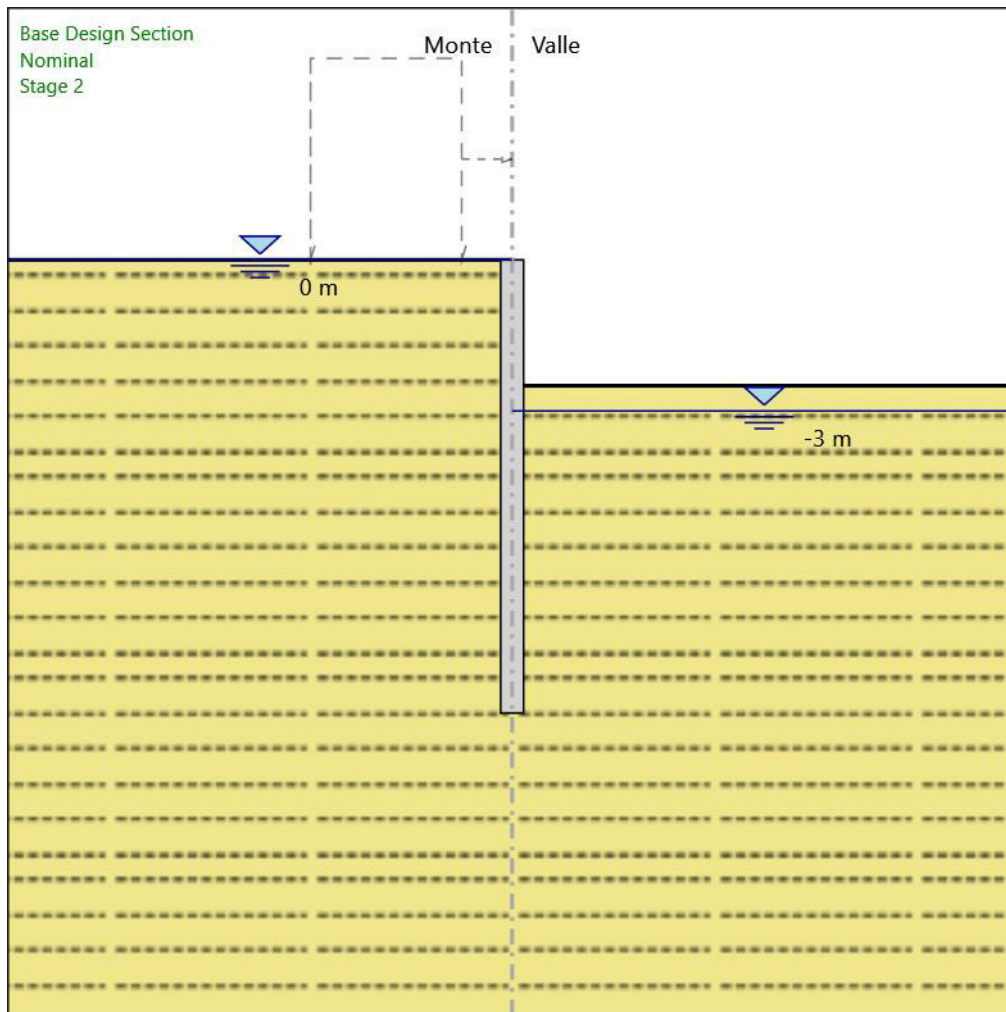 Base Design Section
Nominal
Stage 2
Monte
Valle
0 m
-3 m